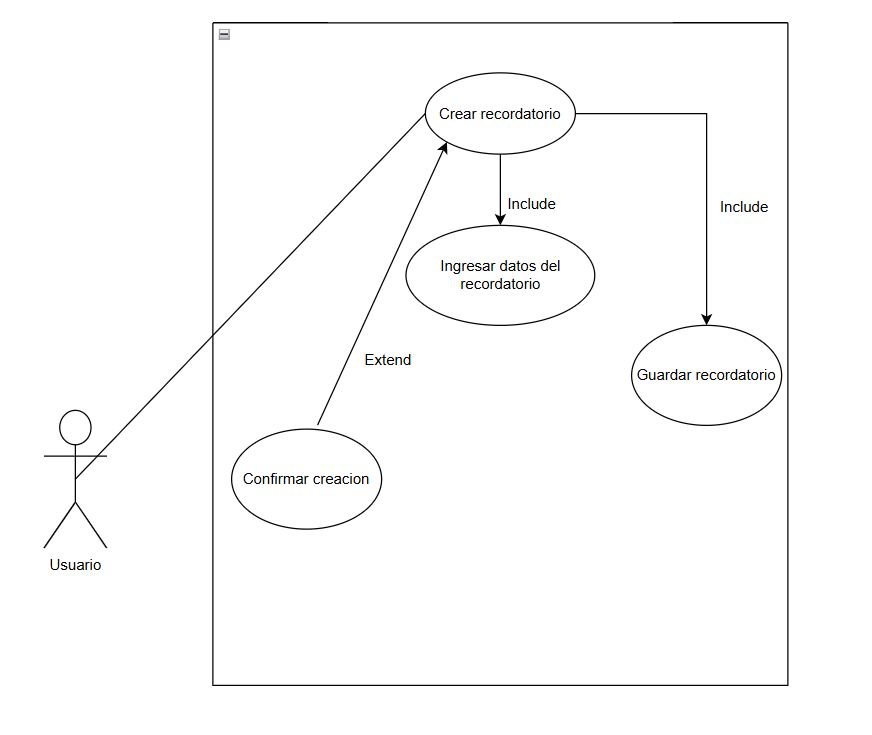 Crear recordatorio
Include
Include
Ingresar datos del
recordatorio
Extend
Guardar recordatorio
Confirmar creacion
Usuario